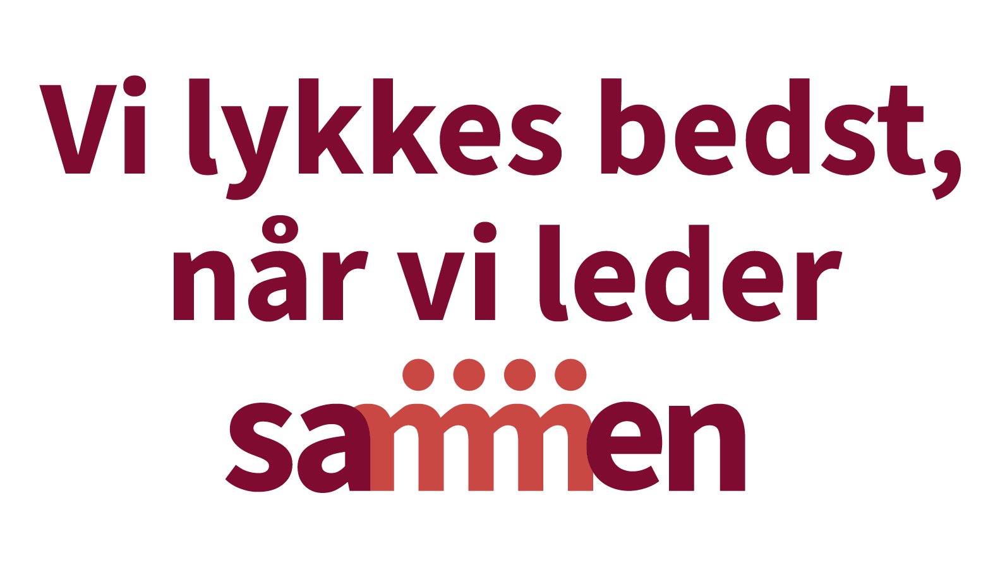 Vi lykkes bedst,
når vi leder
sammen